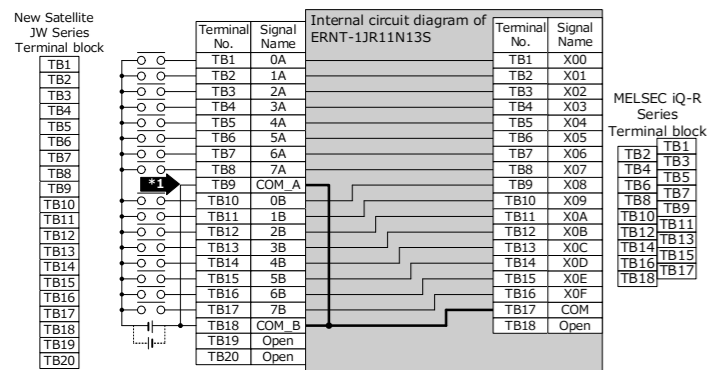 New Satellite
JW Series
Terminal block
TB1
TB2
TB3
TB4
TB5
TB6
TB7
TB8
TB9
TB10
TB11
TB12
TB13
TB14
TB15
TB16
TB17
TB18
TB19
TB20
*1
Terminal No. Signal Name
TB1 0A
TB2 1A
TB3 2A
TB4 3A
TB5 4A
TB6 5A
TB7 6A
TB8 7A
TB9 COM_A
TB10 0B
TB11 1B
TB12 2B
TB13 3B
TB14 4B
TB15 5B
TB16 6B
TB17 7B
TB18 COM_B
TB19 Open
TB20 Open
Internal circuit diagram of
ERNT-1JR11N13S
Terminal No. Signal Name
TB1 X00
TB2 X01
TB3 X02
TB4 X03
TB5 X04
TB6 X05
TB7 X06
TB8 X07
TB9 X08
TB10 X09
TB11 X0A
TB12 X0B
TB13 X0C
TB14 X0D
TB15 X0E
TB16 X0F
TB17 COM
TB18 Open
MELSEC iQ-R
Series
Terminal block
TB1
TB2
TB3
TB4
TB5
TB6
TB7
TB8
TB9
TB10
TB11
TB12
TB13
TB14
TB15
TB16
TB17
TB18